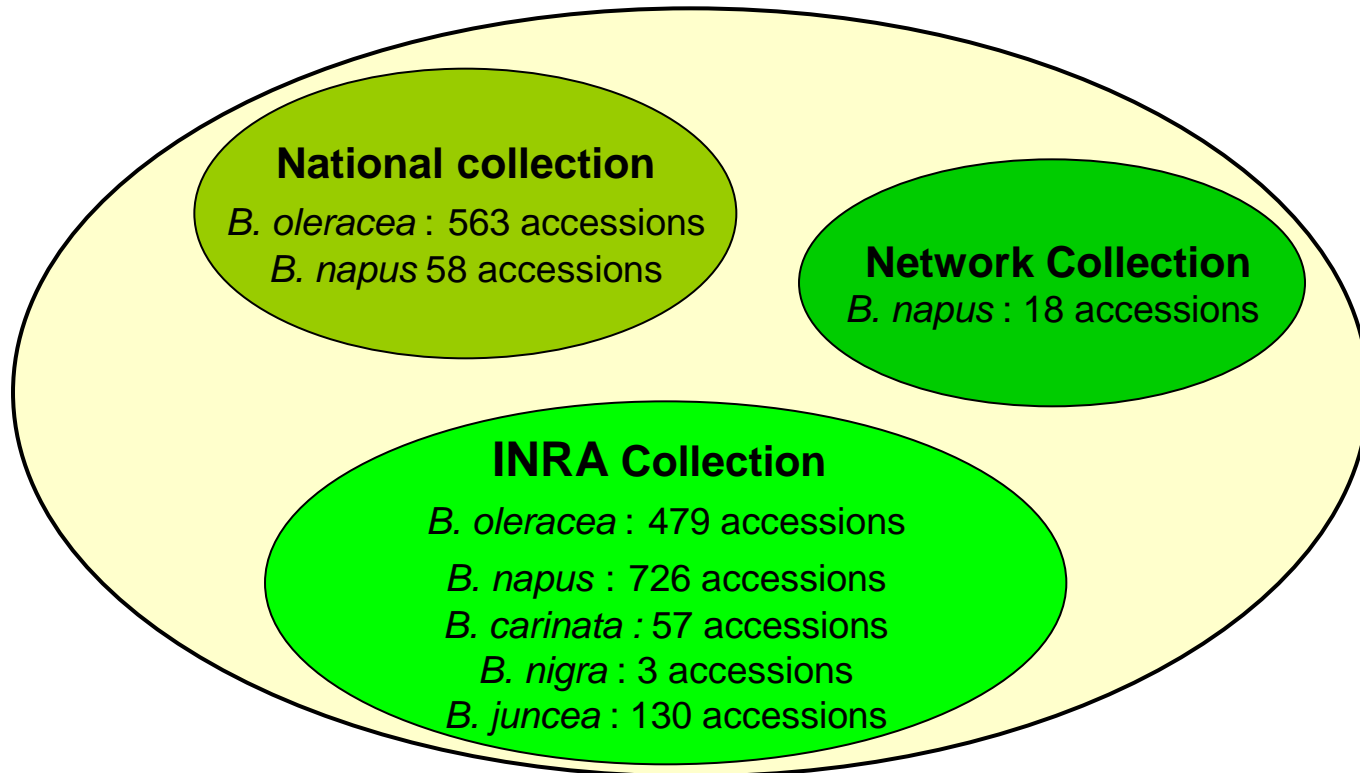 National collection
B. oleracea : 563 accessions
B. napus 58 accessions
Network Collection
B. napus : 18 accessions
INRA Collection
B. oleracea : 479 accessions
B. napus : 726 accessions
B. carinata : 57 accessions
B. nigra : 3 accessions
B. juncea : 130 accessions